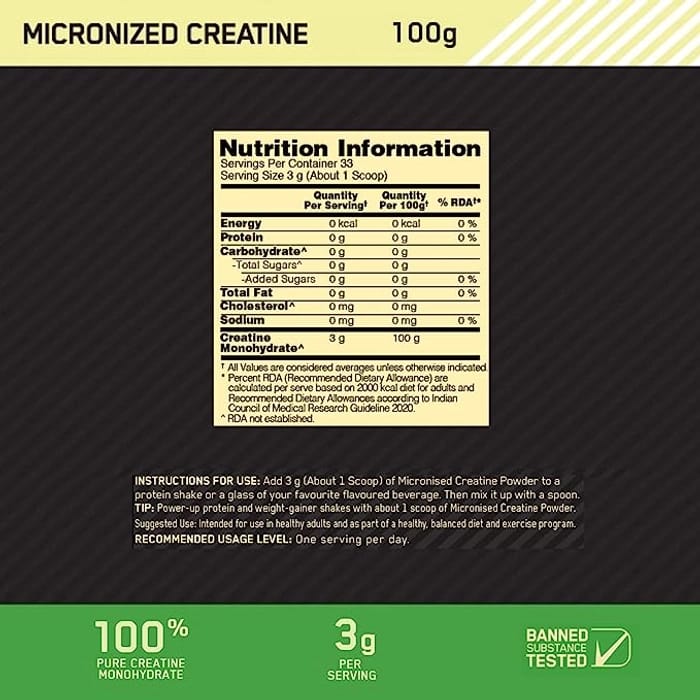 MICRONIZED CREATINE 100g
Nutrition Information
Servings Per Container 33
Serving Size 3 g (About 1 Scoop)
Quantity Per Serving† Quantity Per 100g† % RDA†*
Energy 0 kcal 0 kcal 0 %
Protein 0 g 0 g 0 %
Carbohydrate^ 0 g 0 g
-Total Sugars^ 0 g 0 g
-Added Sugars 0 g 0 g 0 %
Total Fat 0 g 0 g 0 %
Cholesterol^ 0 mg 0 mg
Sodium 0 mg 0 mg 0 %
Creatine Monohydrate^ 3 g 100 g
† All Values are considered averages unless otherwise indicated.
* Percent RDA (Recommended Dietary Allowance) are
calculated per serve based on 2000 kcal diet for adults and
Recommended Dietary Allowances according to Indian
Council of Medical Research Guideline 2020.
^ RDA not established.
INSTRUCTIONS FOR USE: Add 3 g (About 1 Scoop) of Micronised Creatine Powder to a
protein shake or a glass of your favourite flavoured beverage. Then mix it up with a spoon.
TIP: Power-up protein and weight-gainer shakes with about 1 scoop of Micronised Creatine Powder.
Suggested Use: Intended for use in healthy adults and as part of a healthy, balanced diet and exercise program.
RECOMMENDED USAGE LEVEL: One serving per day.
100%
PURE CREATINE
MONOHYDRATE
3g
PER
SERVING
BANNED
SUBSTANCE
TESTED